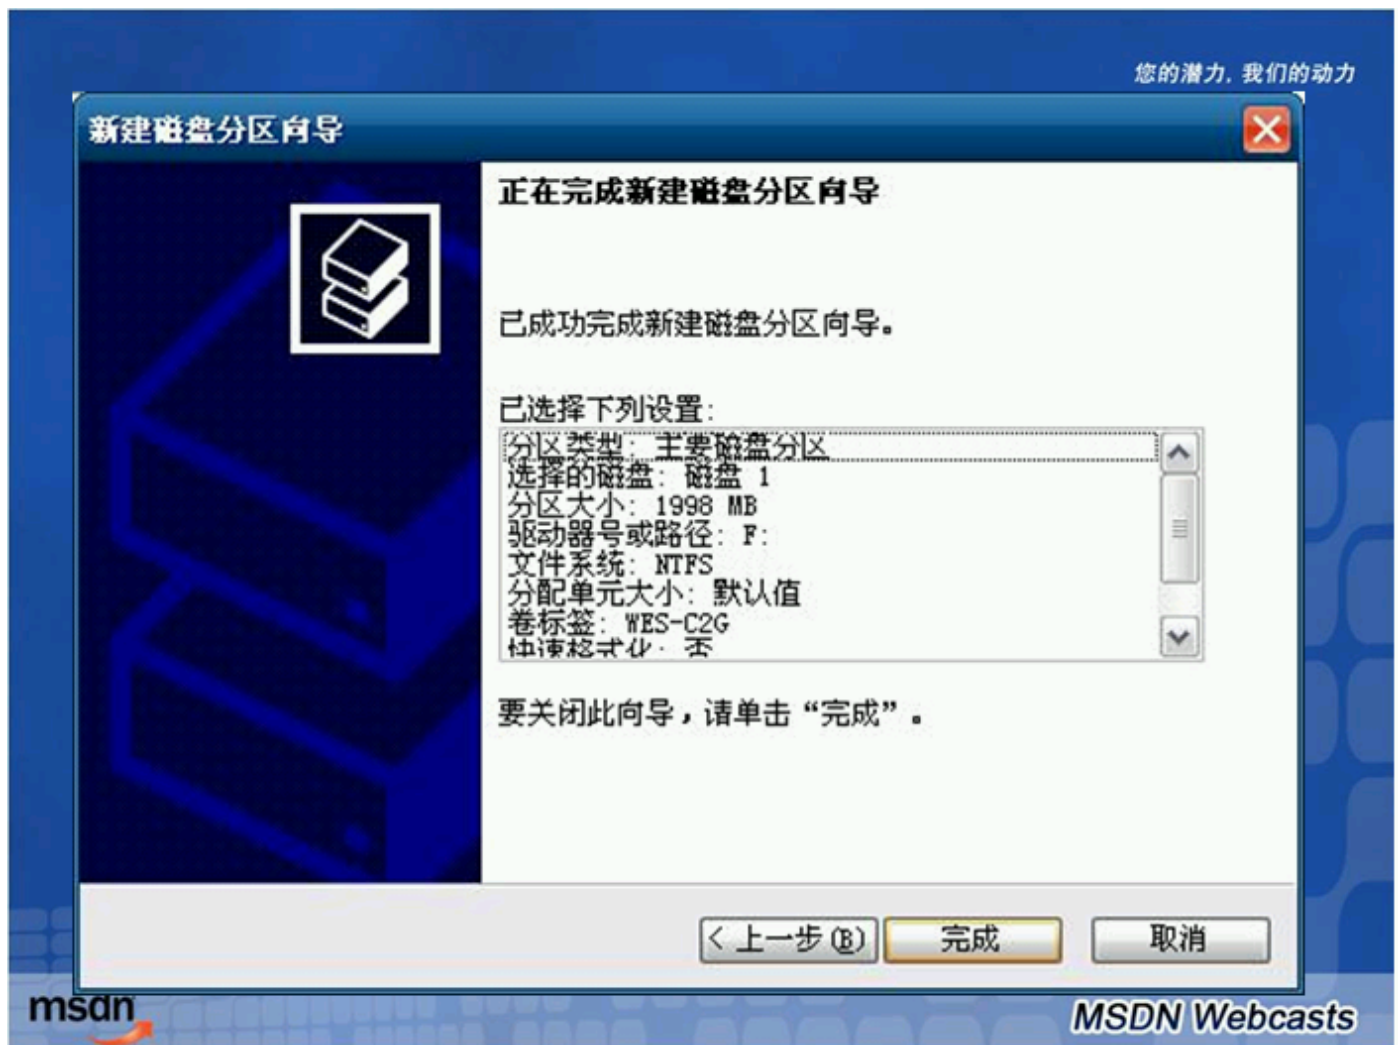 您的潜力, 我们的动力
新建磁盘分区向导
正在完成新建磁盘分区向导
已成功完成新建磁盘分区向导。
已选择下列设置:
分区类型: 主要磁盘分区
选择的磁盘: 磁盘 1
分区大小: 1998 MB
驱动器号或路径: F:
文件系统: NTFS
分配单元大小: 默认值
卷标签: WES-C2G
快速格式化: 否
要关闭此向导，请单击“完成”。
< 上一步(B)
完成
取消
msdn
MSDN Webcasts